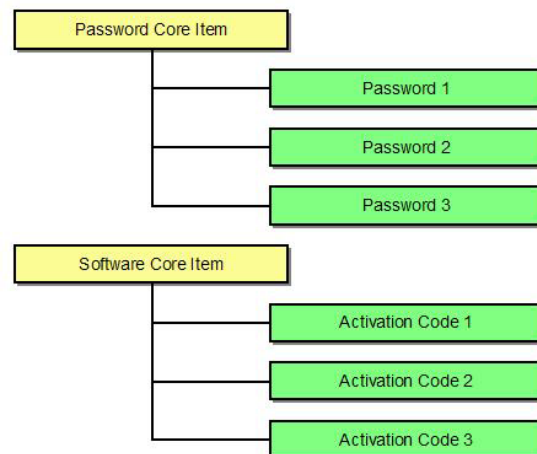 Password Core Item
Password 1
Password 2
Password 3
Software Core Item
Activation Code 1
Activation Code 2
Activation Code 3